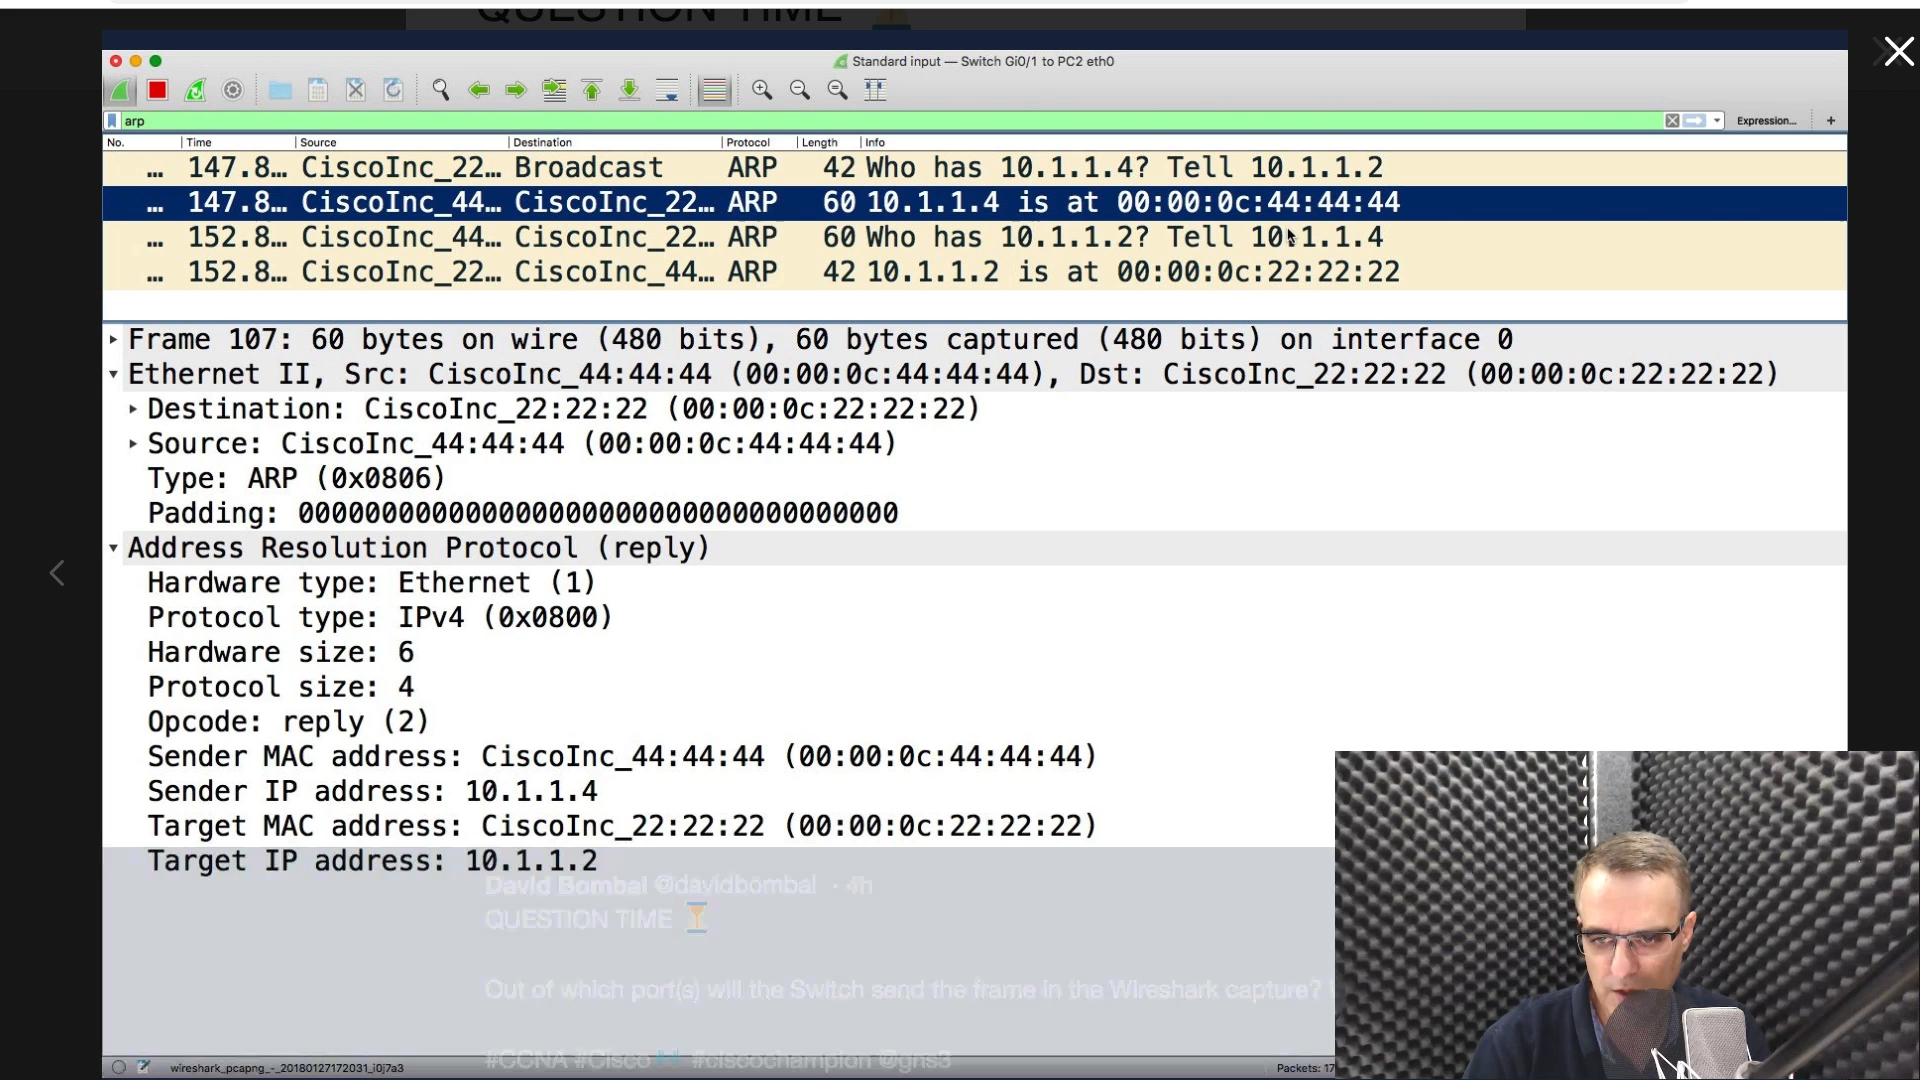 QUESTION TIME
Standard input — Switch Gi0/1 to PC2 eth0
arp
Expression...
+
No. Time Source Destination Protocol Length Info
... 147.8… CiscoInc_22… Broadcast ARP 42 Who has 10.1.1.4? Tell 10.1.1.2
... 147.8… CiscoInc_44… CiscoInc_22… ARP 60 10.1.1.4 is at 00:00:0c:44:44:44
... 152.8… CiscoInc_44… CiscoInc_22… ARP 60 Who has 10.1.1.2? Tell 10.1.1.4
... 152.8… CiscoInc_22… CiscoInc_44… ARP 42 10.1.1.2 is at 00:00:0c:22:22:22
Frame 107: 60 bytes on wire (480 bits), 60 bytes captured (480 bits) on interface 0
Ethernet II, Src: CiscoInc_44:44:44 (00:00:0c:44:44:44), Dst: CiscoInc_22:22:22 (00:00:0c:22:22:22)
Destination: CiscoInc_22:22:22 (00:00:0c:22:22:22)
Source: CiscoInc_44:44:44 (00:00:0c:44:44:44)
Type: ARP (0x0806)
Padding: 000000000000000000000000000000000000
Address Resolution Protocol (reply)
Hardware type: Ethernet (1)
Protocol type: IPv4 (0x0800)
Hardware size: 6
Protocol size: 4
Opcode: reply (2)
Sender MAC address: CiscoInc_44:44:44 (00:00:0c:44:44:44)
Sender IP address: 10.1.1.4
Target MAC address: CiscoInc_22:22:22 (00:00:0c:22:22:22)
Target IP address: 10.1.1.2
David Bombal @davidbombal · 4h
QUESTION TIME
Out of which port(s) will the Switch send the frame in the Wireshark capture?
#CCNA #Cisco #ciscochampion @gns3
wireshark_pcapng_-_20180127172031_i0j7a3
Packets: 17